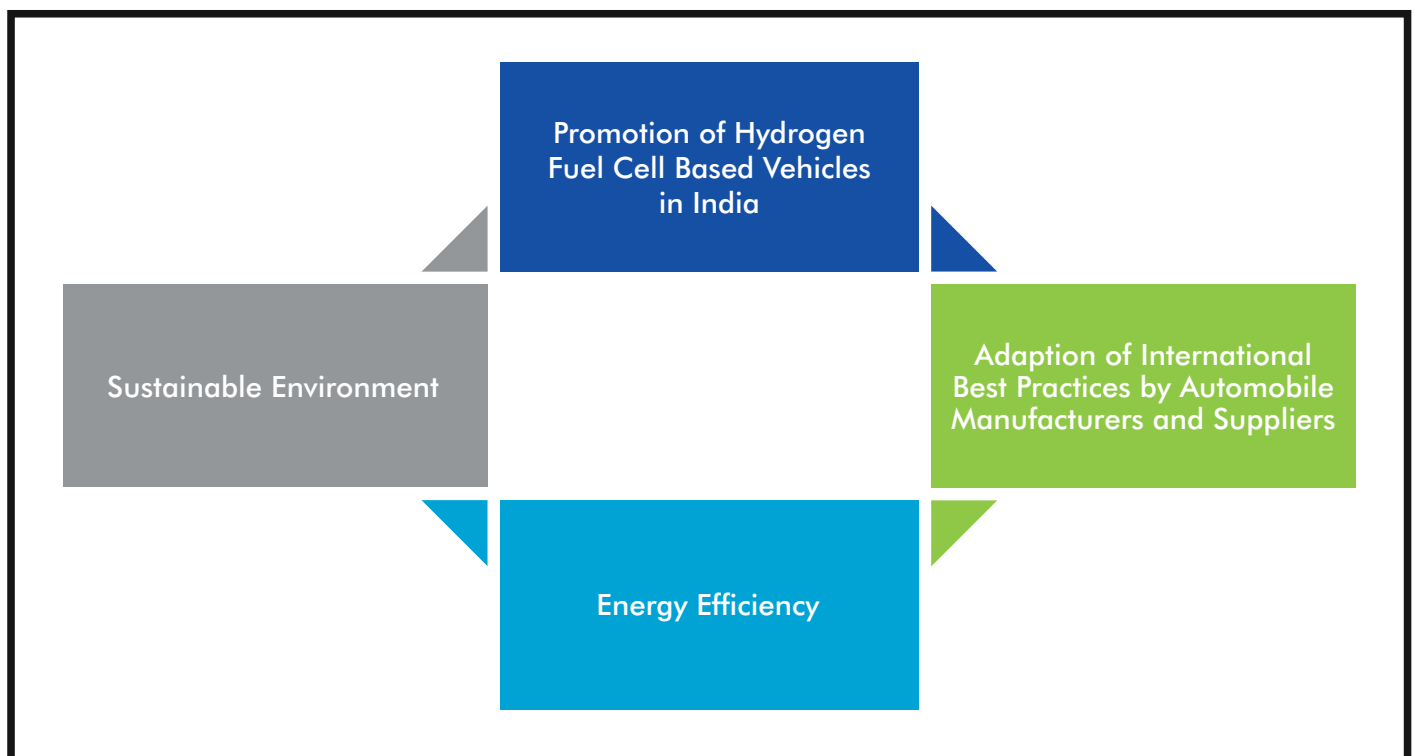 Promotion of Hydrogen
Fuel Cell Based Vehicles
in India
Sustainable Environment
Adaption of International
Best Practices by Automobile
Manufacturers and Suppliers
Energy Efficiency